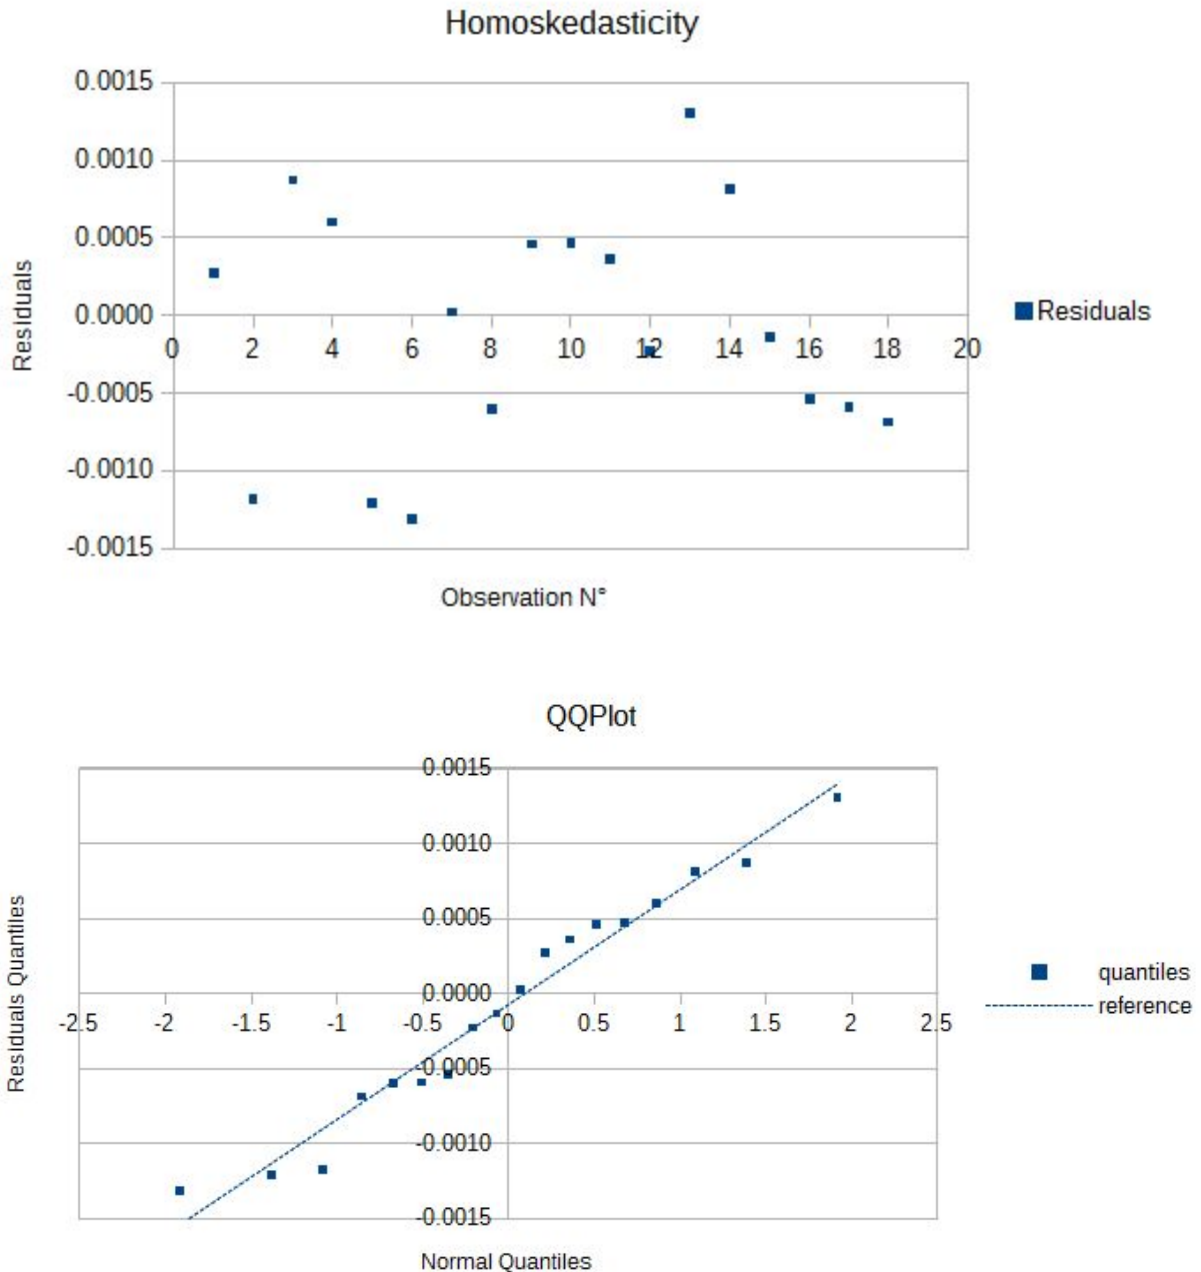 Homoskedasticity
0.0015
0.0010
0.0005
0.0000
-0.0005
-0.0010
-0.0015
0 2 4 6 8 10 12 14 16 18 20
Residuals
Observation N°
Residuals
QQPlot
0.0015
0.0010
0.0005
0.0000
-0.0005
-0.0010
-0.0015
-2.5 -2 -1.5 -1 -0.5 0 0.5 1 1.5 2 2.5
Residuals Quantiles
Normal Quantiles
quantiles
reference